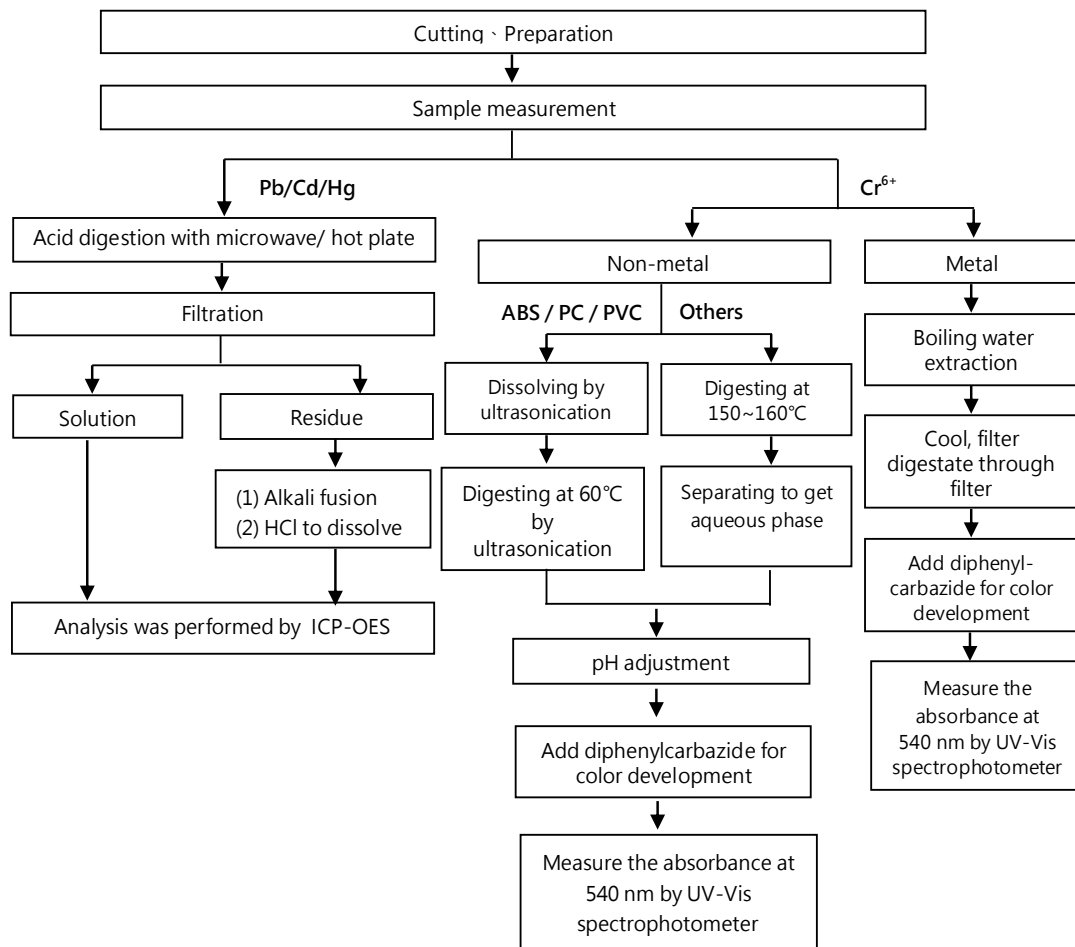 Cutting、Preparation
Sample measurement
Pb/Cd/Hg
Cr⁶⁺
Acid digestion with microwave/ hot plate
Filtration
Solution
Residue
(1) Alkali fusion
(2) HCl to dissolve
Analysis was performed by ICP-OES
Non-metal
ABS / PC / PVC
Others
Dissolving by
ultrasonication
Digesting at
150~160℃
Digesting at 60℃
by
ultrasonication
Separating to get
aqueous phase
pH adjustment
Add diphenylcarbazide for
color development
Measure the absorbance at
540 nm by UV-Vis
spectrophotometer
Metal
Boiling water
extraction
Cool, filter
digestate through
filter
Add diphenyl-
carbazide for color
development
Measure the
absorbance at
540 nm by UV-Vis
spectrophotometer